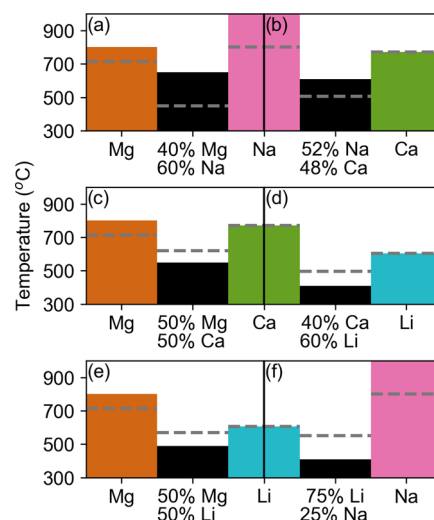 (a)
(b)
900
700
500
300
Mg
40% Mg
60% Na
Na
52% Na
48% Ca
Ca
Temperature (°C)
(c)
(d)
900
700
500
300
Mg
50% Mg
50% Ca
Ca
40% Ca
60% Li
Li
(e)
(f)
900
700
500
300
Mg
50% Mg
50% Li
Li
75% Li
25% Na
Na